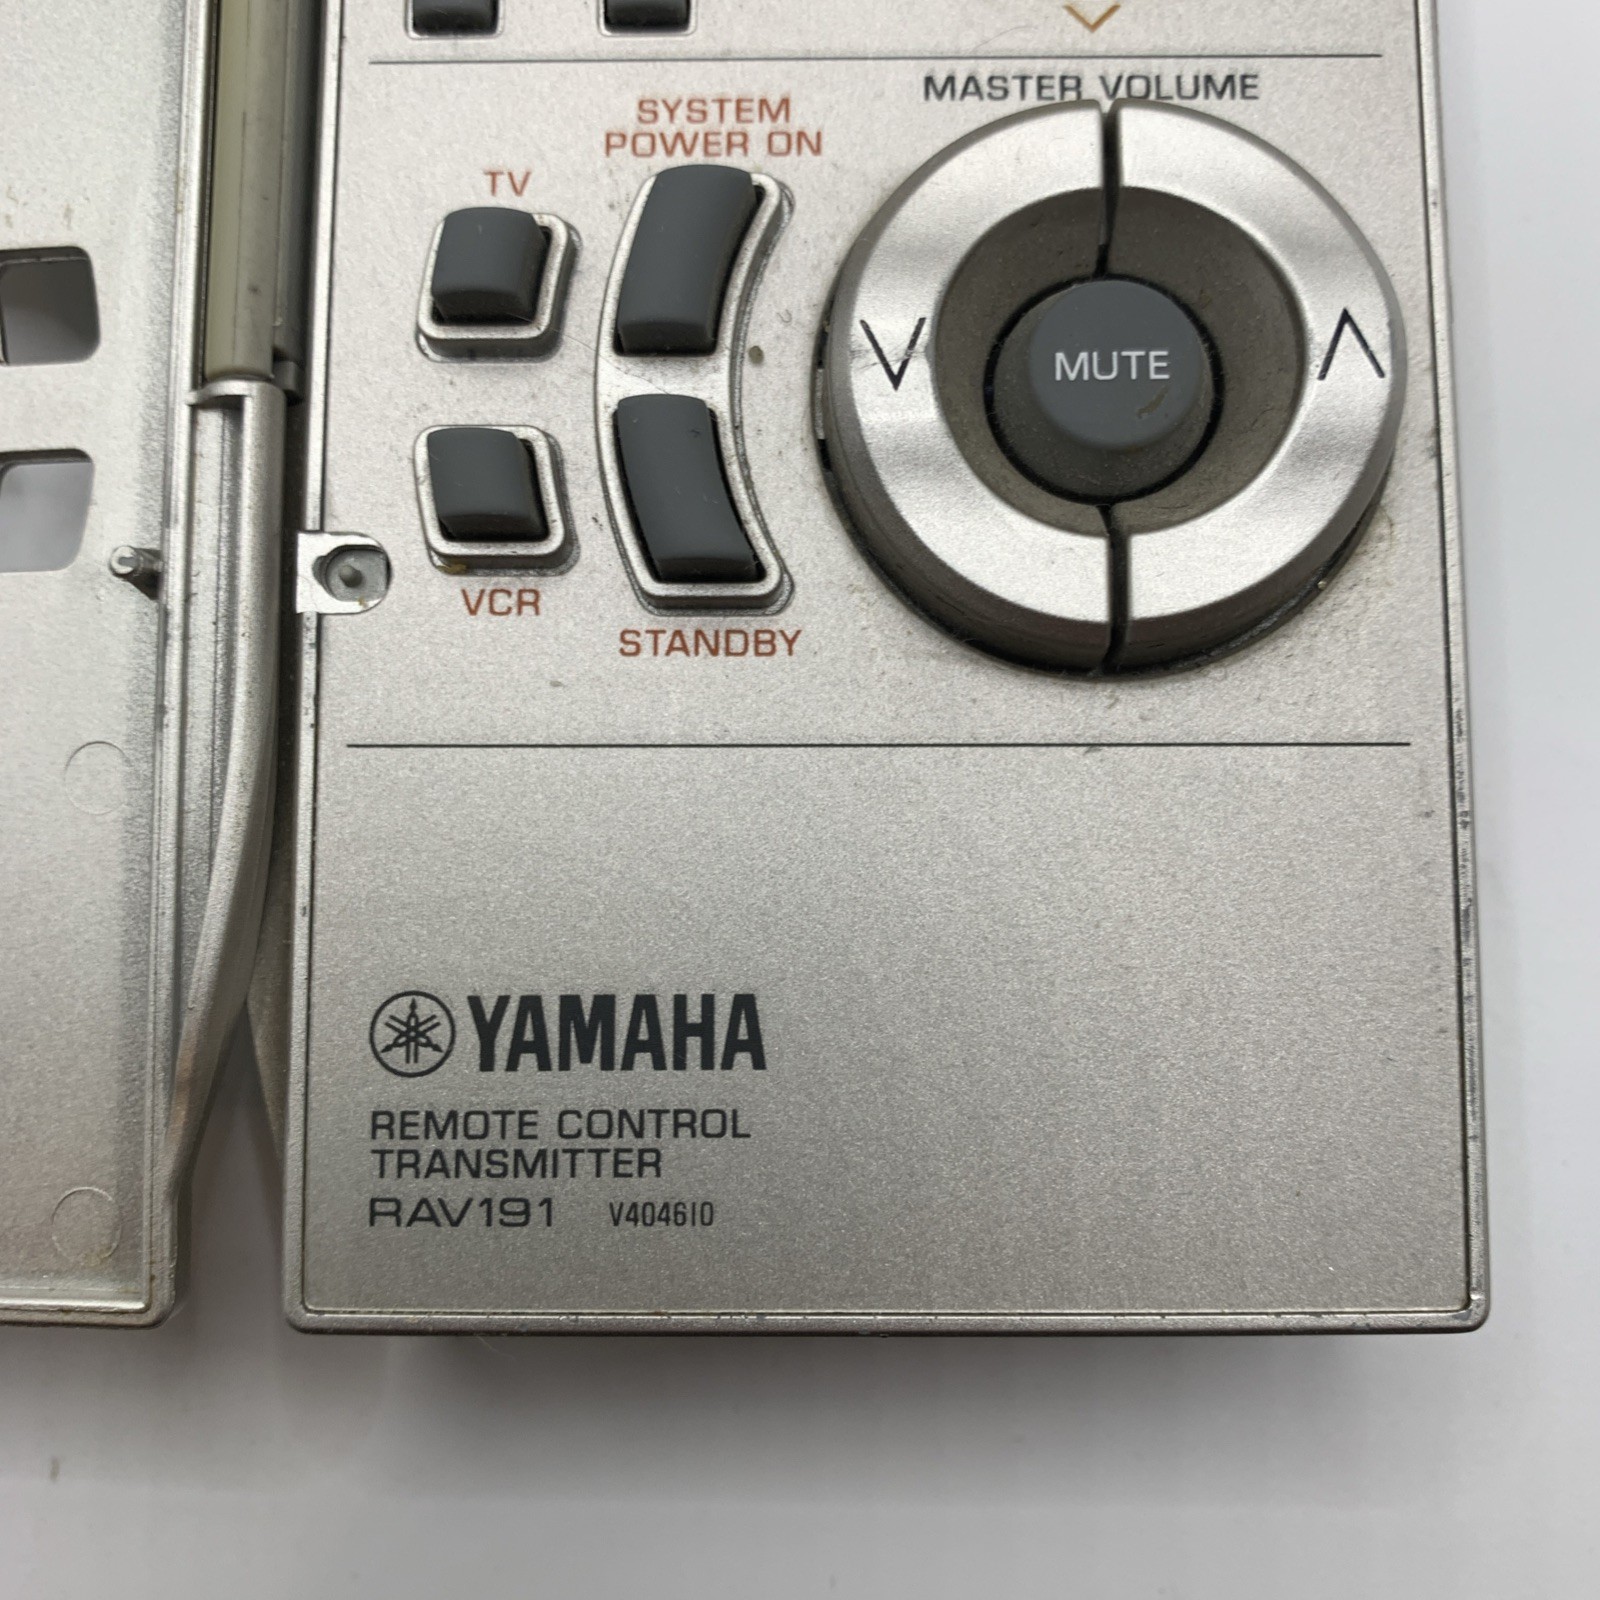 MASTER VOLUME
SYSTEM
POWER ON
TV
MUTE
VCR
STANDBY
YAMAHA
REMOTE CONTROL
TRANSMITTER
RAV191 V404610